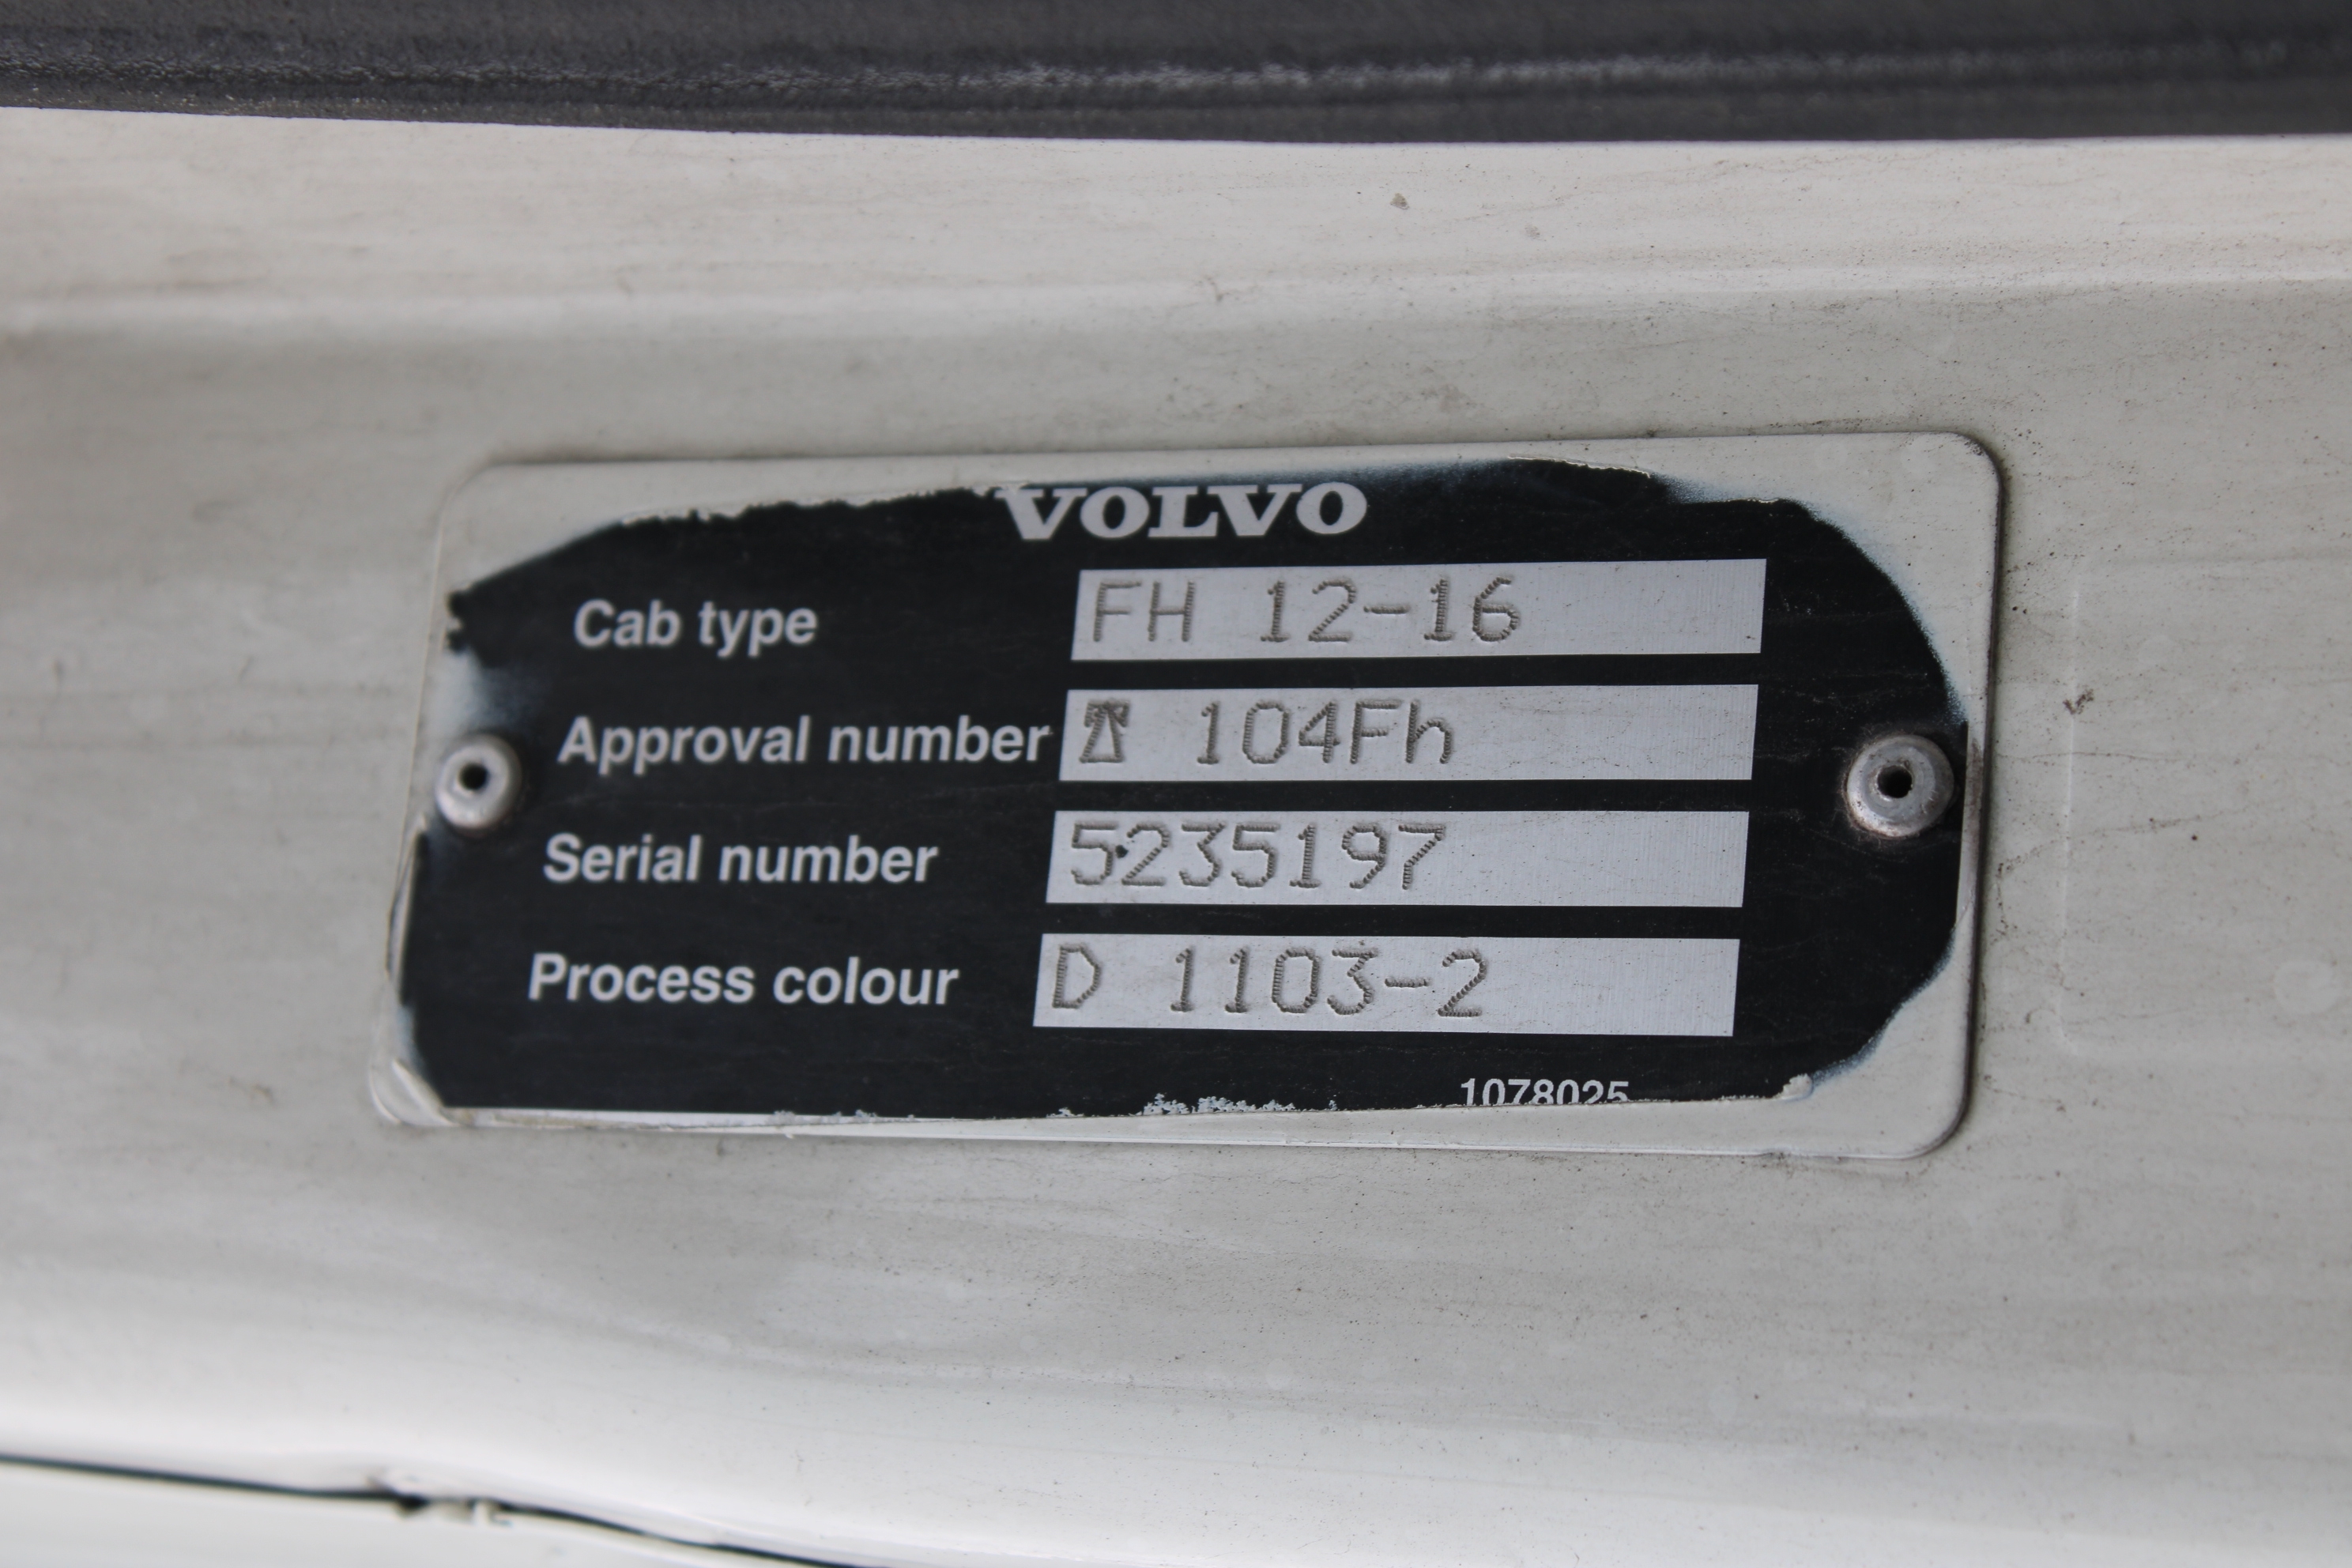 VOLVO
Cab type FH 12-16
Approval number 104Fh
Serial number 5235197
Process colour D 1103-2
1078025